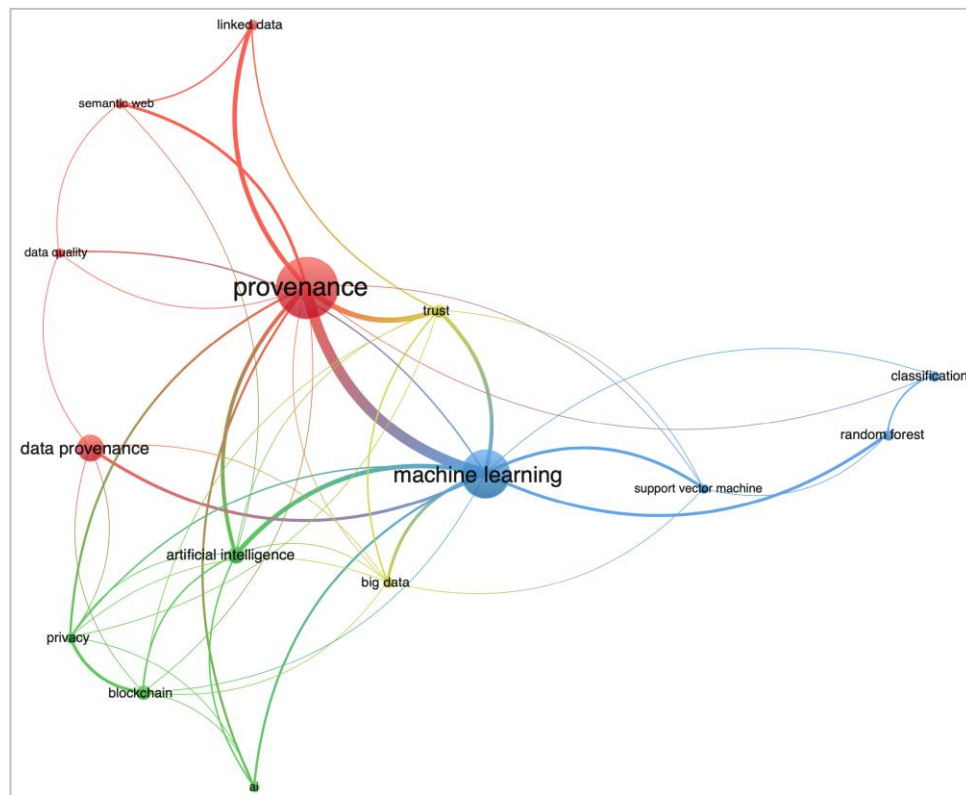 linked data
semantic web
data quality
provenance
trust
classification
random forest
data provenance
machine learning
support vector machine
artificial intelligence
big data
privacy
blockchain
ai